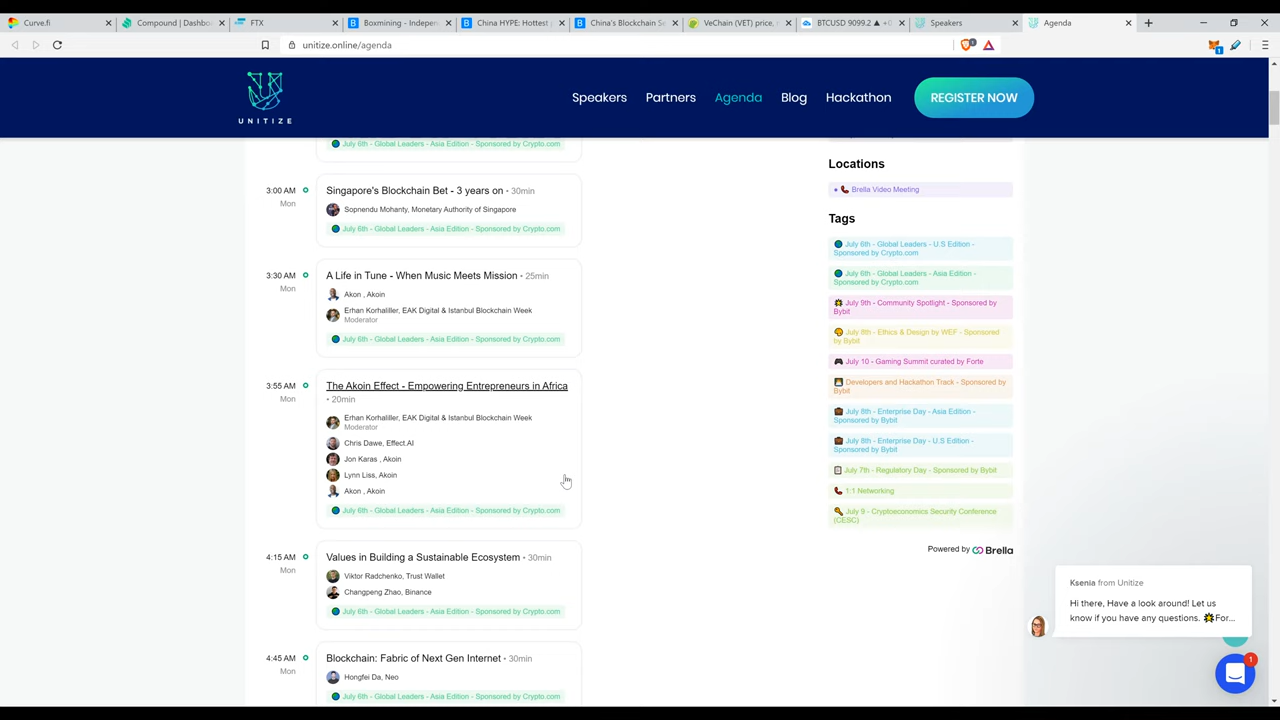 Curve.fi
Compound | Dashbo
FTX
Boxmining - Indepen
China HYPE: Hottest p
China's Blockchain Se
VeChain (VET) price, s
BTCUSD 9099.2 ▲ +0
Speakers
Agenda
unitize.online/agenda
UNITIZE
Speakers
Partners
Agenda
Blog
Hackathon
REGISTER NOW
July 6th - Global Leaders - Asia Edition - Sponsored by Crypto.com
3:00 AM
Mon
Singapore's Blockchain Bet - 3 years on • 30min
Sopnendu Mohanty, Monetary Authority of Singapore
July 6th - Global Leaders - Asia Edition - Sponsored by Crypto.com
3:30 AM
Mon
A Life in Tune - When Music Meets Mission • 25min
Akon , Akoin
Erhan Korhaliller, EAK Digital & Istanbul Blockchain Week
Moderator
July 6th - Global Leaders - Asia Edition - Sponsored by Crypto.com
3:55 AM
Mon
The Akoin Effect - Empowering Entrepreneurs in Africa
• 20min
Erhan Korhaliller, EAK Digital & Istanbul Blockchain Week
Moderator
Chris Dawe, Effect.AI
Jon Karas , Akoin
Lynn Liss, Akoin
Akon , Akoin
July 6th - Global Leaders - Asia Edition - Sponsored by Crypto.com
4:15 AM
Mon
Values in Building a Sustainable Ecosystem • 30min
Viktor Radchenko, Trust Wallet
Changpeng Zhao, Binance
July 6th - Global Leaders - Asia Edition - Sponsored by Crypto.com
4:45 AM
Mon
Blockchain: Fabric of Next Gen Internet • 30min
Hongfei Da, Neo
July 6th - Global Leaders - Asia Edition - Sponsored by Crypto.com
Locations
Brella Video Meeting
Tags
July 6th - Global Leaders - U.S Edition -
Sponsored by Crypto.com
July 6th - Global Leaders - Asia Edition -
Sponsored by Crypto.com
July 9th - Community Spotlight - Sponsored by
Bybit
July 8th - Ethics & Design by WEF - Sponsored
by Bybit
July 10 - Gaming Summit curated by Forte
Developers and Hackathon Track - Sponsored by
Bybit
July 8th - Enterprise Day - Asia Edition -
Sponsored by Bybit
July 8th - Enterprise Day - U.S Edition -
Sponsored by Bybit
July 7th - Regulatory Day - Sponsored by Bybit
1:1 Networking
July 9 - Cryptoeconomics Security Conference
(CESC)
Powered by Brella
Ksenia from Unitize
Hi there, Have a look around! Let us
know if you have any questions. For...
1
1